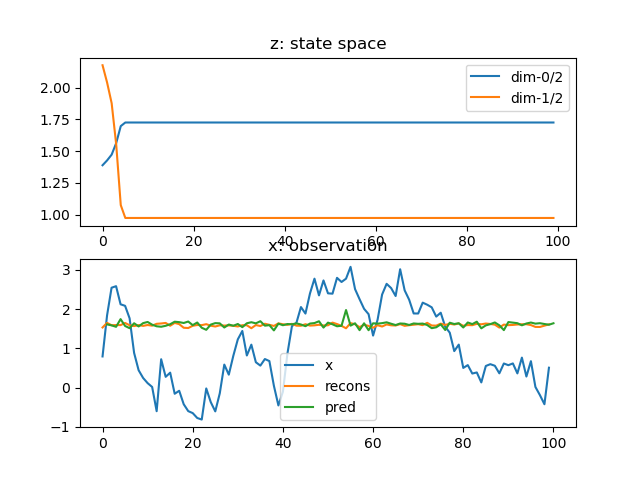 z: state space
2.00
1.75
1.50
1.25
1.00
dim-0/2
dim-1/2
0 20 40 60 80 100
x: observation
3
2
1
0
−1
x
recons
pred
0 20 40 60 80 100